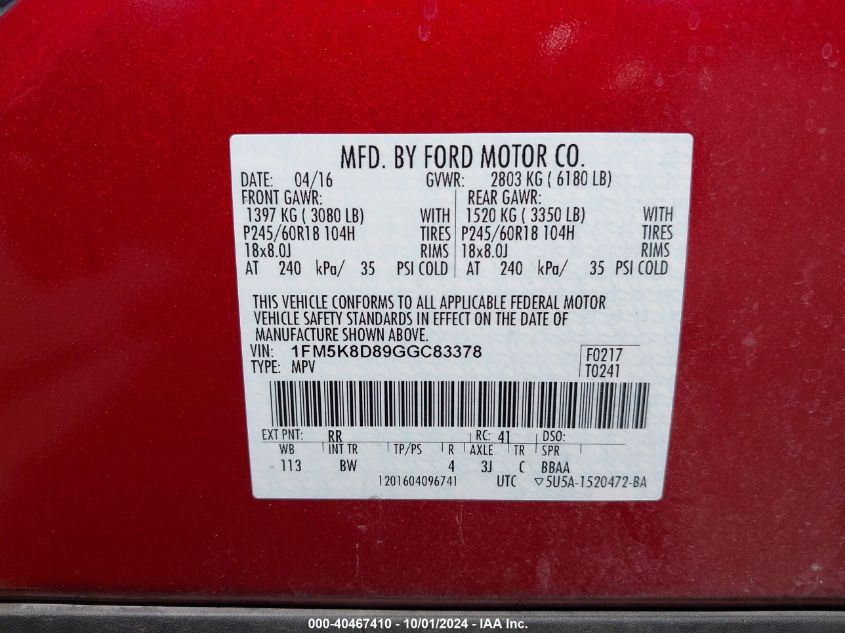 MFD. BY FORD MOTOR CO.
DATE: 04/16 GVWR: 2803 KG ( 6180 LB)
FRONT GAWR: REAR GAWR:
1397 KG ( 3080 LB) WITH 1520 KG ( 3350 LB) WITH
P245/60R18 104H TIRES P245/60R18 104H TIRES
18x8.0J RIMS 18x8.0J RIMS
AT 240 kPa/ 35 PSI COLD AT 240 kPa/ 35 PSI COLD
THIS VEHICLE CONFORMS TO ALL APPLICABLE FEDERAL MOTOR
VEHICLE SAFETY STANDARDS IN EFFECT ON THE DATE OF
MANUFACTURE SHOWN ABOVE.
VIN: 1FM5K8D89GGC83378 F0217
TYPE: MPV T0241
EXT PNT: RR RC: 41 DSO:
WB INT TR TP/PS R AXLE TR SPR
113 BW 4 3J C BBAA
1201604096741 UTC ▽5U5A-1520472-BA
000-40467410 - 10/01/2024 - IAA Inc.